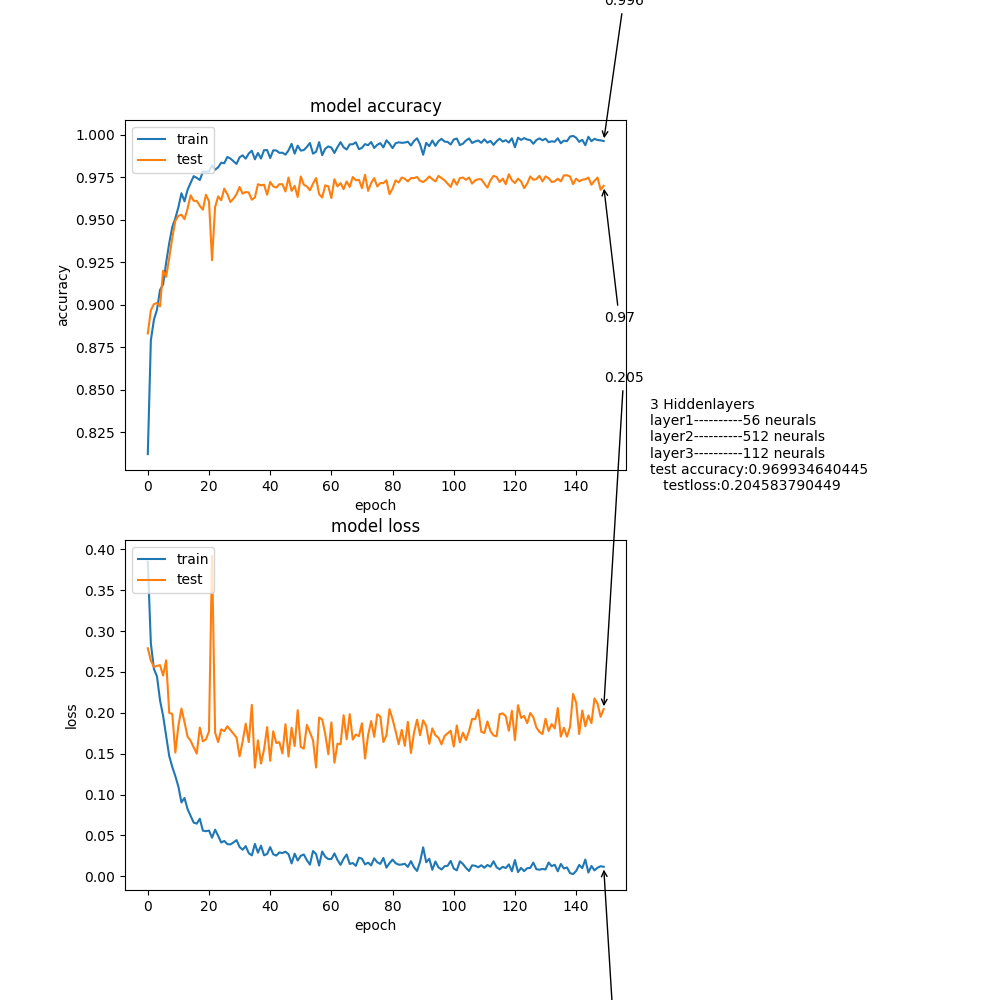 0.996
model accuracy
train
test
1.000
0.975
0.950
0.925
0.900
0.875
0.850
0.825
accuracy
0 20 40 60 80 100 120 140
epoch
0.97
0.205
3 Hiddenlayers
layer1----------56 neurals
layer2----------512 neurals
layer3----------112 neurals
test accuracy:0.969934640445
testloss:0.204583790449
model loss
train
test
0.40
0.35
0.30
0.25
0.20
0.15
0.10
0.05
0.00
loss
0 20 40 60 80 100 120 140
epoch